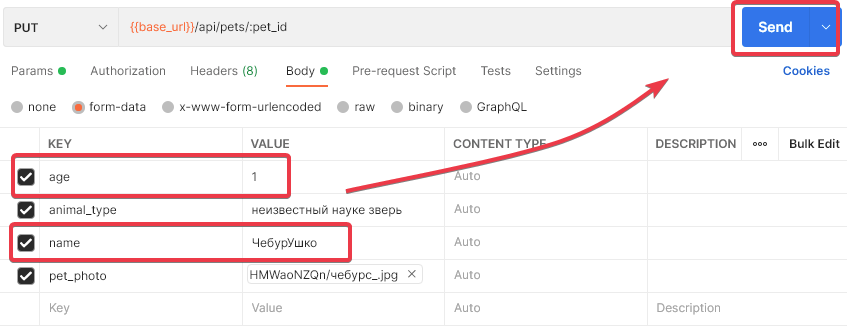 PUT {{base_url}}/api/pets/:pet_id Send
Params Authorization Headers (8) Body Pre-request Script Tests Settings Cookies
none form-data x-www-form-urlencoded raw binary GraphQL
KEY VALUE CONTENT TYPE DESCRIPTION ••• Bulk Edit
age 1 Auto
animal_type неизвестный науке зверь Auto
name ЧебурУшко Auto
pet_photo HMWaoNZQn/чебурс_.jpg Auto
Key Value Auto Description